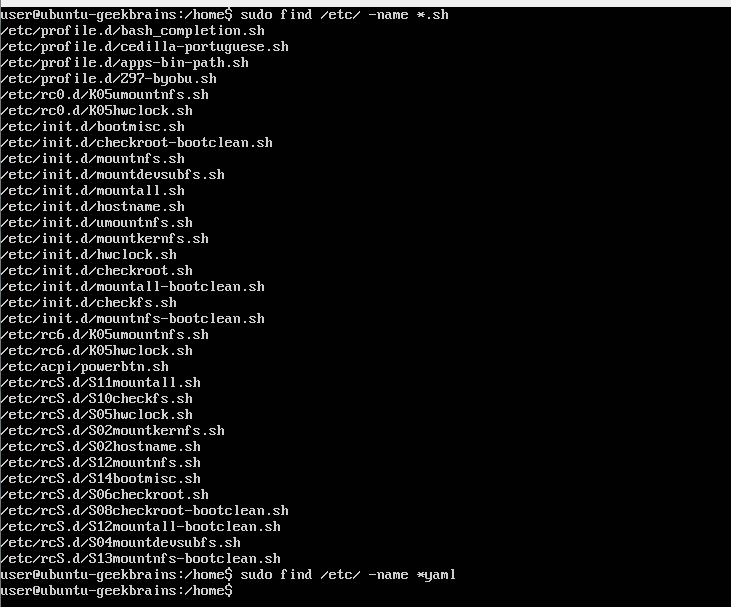 user@ubuntu-geekbrains:/home$ sudo find /etc/ -name *.sh
/etc/profile.d/bash_completion.sh
/etc/profile.d/cedilla-portuguese.sh
/etc/profile.d/apps-bin-path.sh
/etc/profile.d/Z97-byobu.sh
/etc/rc0.d/K05umountnfs.sh
/etc/rc0.d/K05hwclock.sh
/etc/init.d/bootmisc.sh
/etc/init.d/checkroot-bootclean.sh
/etc/init.d/mountnfs.sh
/etc/init.d/mountdevsubfs.sh
/etc/init.d/mountall.sh
/etc/init.d/hostname.sh
/etc/init.d/umountnfs.sh
/etc/init.d/mountkernfs.sh
/etc/init.d/hwclock.sh
/etc/init.d/checkroot.sh
/etc/init.d/mountall-bootclean.sh
/etc/init.d/checkfs.sh
/etc/init.d/mountnfs-bootclean.sh
/etc/rc6.d/K05umountnfs.sh
/etc/rc6.d/K05hwclock.sh
/etc/acpi/powerbtn.sh
/etc/rcS.d/S11mountall.sh
/etc/rcS.d/S10checkfs.sh
/etc/rcS.d/S05hwclock.sh
/etc/rcS.d/S02mountkernfs.sh
/etc/rcS.d/S02hostname.sh
/etc/rcS.d/S12mountnfs.sh
/etc/rcS.d/S14bootmisc.sh
/etc/rcS.d/S06checkroot.sh
/etc/rcS.d/S08checkroot-bootclean.sh
/etc/rcS.d/S12mountall-bootclean.sh
/etc/rcS.d/S04mountdevsubfs.sh
/etc/rcS.d/S13mountnfs-bootclean.sh
user@ubuntu-geekbrains:/home$ sudo find /etc/ -name *yaml
user@ubuntu-geekbrains:/home$